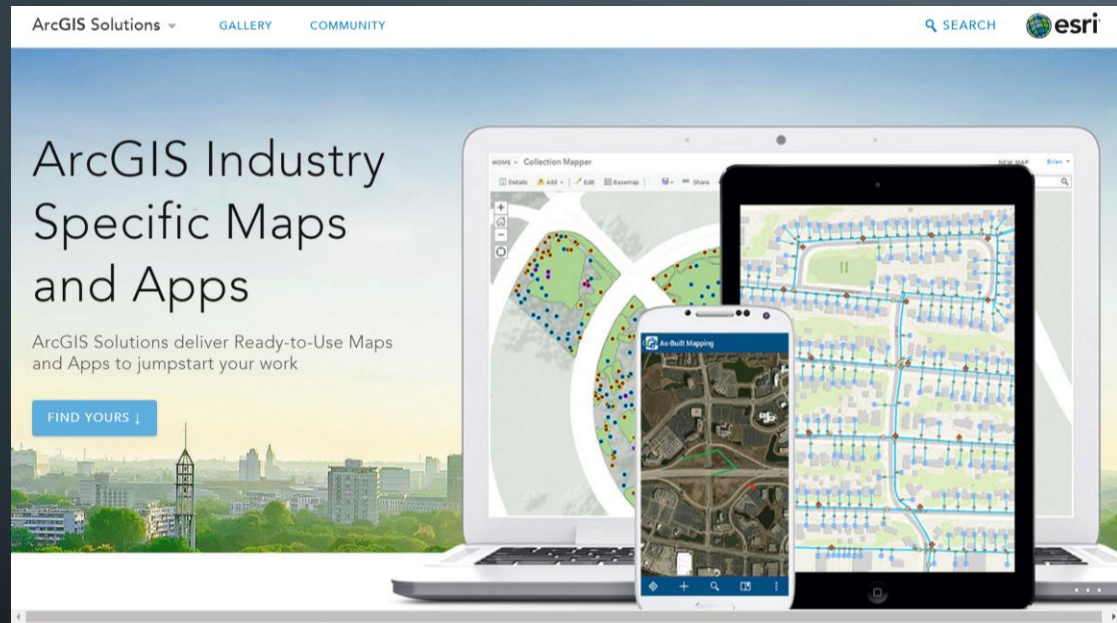 ArcGIS Solutions
GALLERY
COMMUNITY
SEARCH
esri
ArcGIS Industry
Specific Maps
and Apps
ArcGIS Solutions deliver Ready-to-Use Maps
and Apps to jumpstart your work
FIND YOURS ↓
HOME Collection Mapper
NEW MAP
Brien
Details
Add
Edit
Basemap
Share
As-Built Mapping